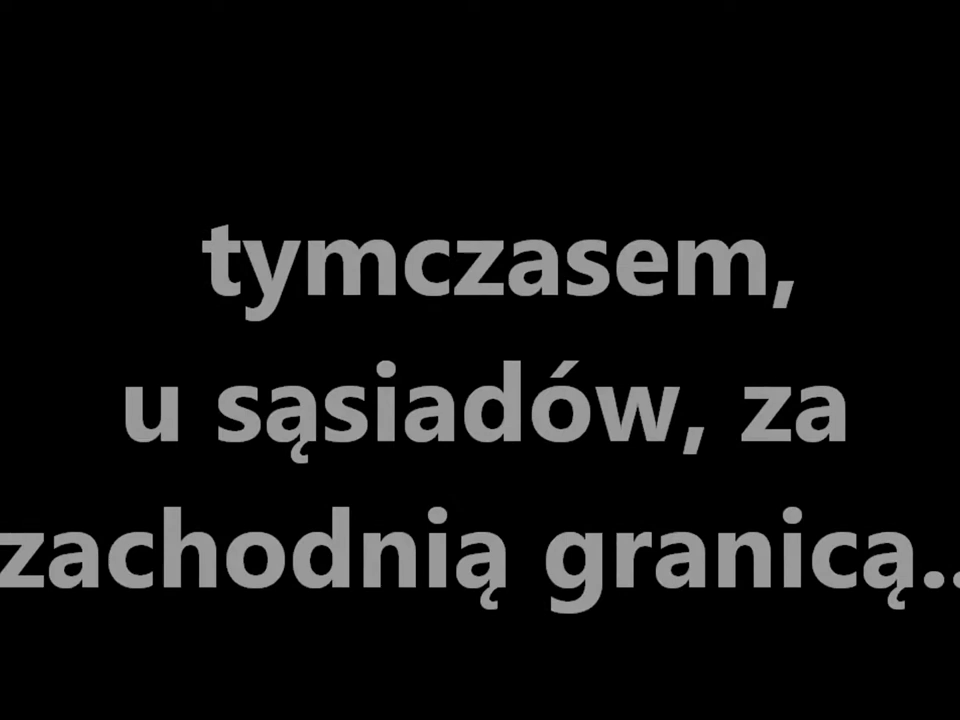 tymczasem,
u sąsiadów, za
zachodnią granicą..